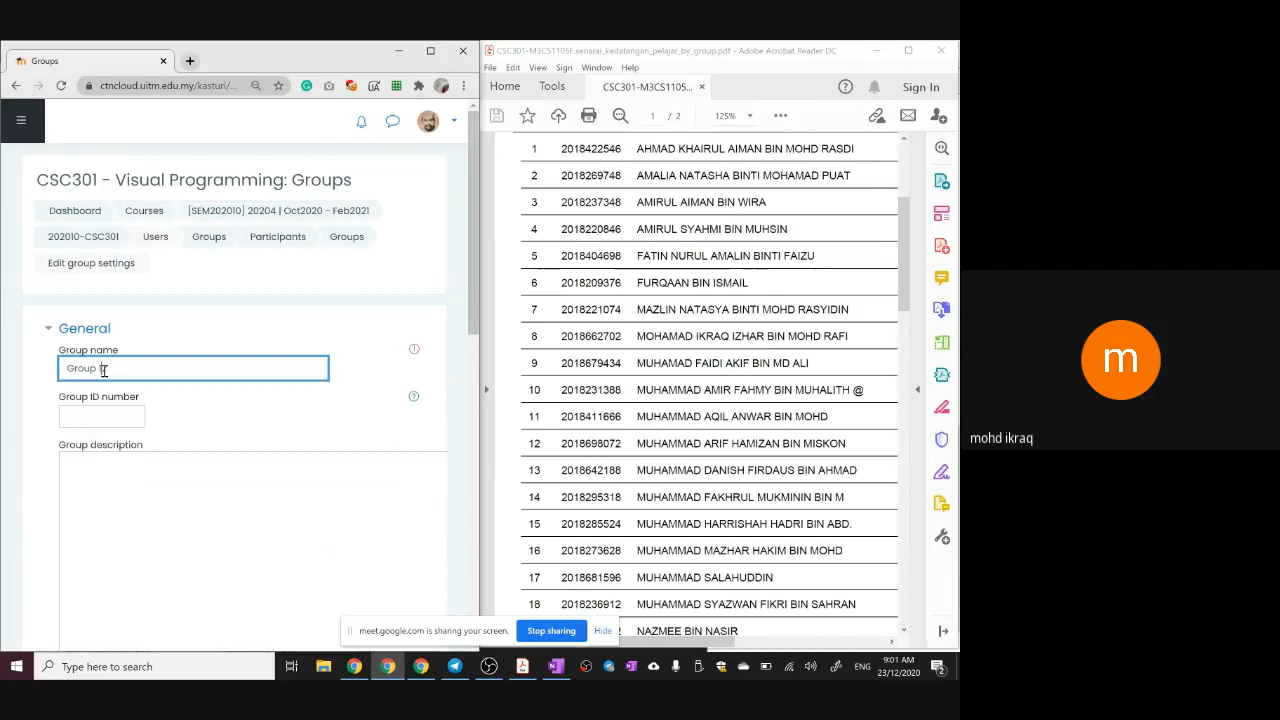 Groups
ctncloud.uitm.edu.my/kasturi/...
CSC301 - Visual Programming: Groups
Dashboard Courses [SEM202010] 20204 | Oct2020 - Feb2021
202010-CSC301 Users Groups Participants Groups
Edit group settings
General
Group name
Group
Group ID number
Group description
CSC301-M3CS1105F.senarai_kedatangan_pelajar_by_group.pdf - Adobe Acrobat Reader DC
File Edit View Sign Window Help
Home Tools CSC301-M3CS1105... Sign In
1 / 2 125%
1 2018422546 AHMAD KHAIRUL AIMAN BIN MOHD RASDI
2 2018269748 AMALIA NATASHA BINTI MOHAMAD PUAT
3 2018237348 AMIRUL AIMAN BIN WIRA
4 2018220846 AMIRUL SYAHMI BIN MUHSIN
5 2018404698 FATIN NURUL AMALIN BINTI FAIZU
6 2018209376 FURQAAN BIN ISMAIL
7 2018221074 MAZLIN NATASYA BINTI MOHD RASYIDIN
8 2018662702 MOHAMAD IKRAQ IZHAR BIN MOHD RAFI
9 2018679434 MUHAMAD FAIDI AKIF BIN MD ALI
10 2018231388 MUHAMMAD AMIR FAHMY BIN MUHALITH @
11 2018411666 MUHAMMAD AQIL ANWAR BIN MOHD
12 2018698072 MUHAMMAD ARIF HAMIZAN BIN MISKON
13 2018642188 MUHAMMAD DANISH FIRDAUS BIN AHMAD
14 2018295318 MUHAMMAD FAKHRUL MUKMININ BIN M
15 2018285524 MUHAMMAD HARRISHAH HADRI BIN ABD.
16 2018273628 MUHAMMAD MAZHAR HAKIM BIN MOHD
17 2018681596 MUHAMMAD SALAHUDDIN
18 2018236912 MUHAMMAD SYAZWAN FIKRI BIN SAHRAN
2 NAZMEE BIN NASIR
meet.google.com is sharing your screen. Stop sharing Hide
Type here to search
ENG
9:01 AM
23/12/2020
2
m
mohd ikraq